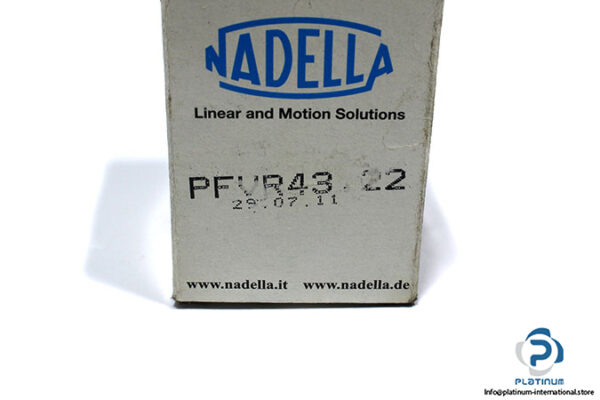 NADELLA
Linear and Motion Solutions
PFVR43.22
29.07.11
www.nadella.it www.nadella.de
PLATINUM
Info@platinum-international.store